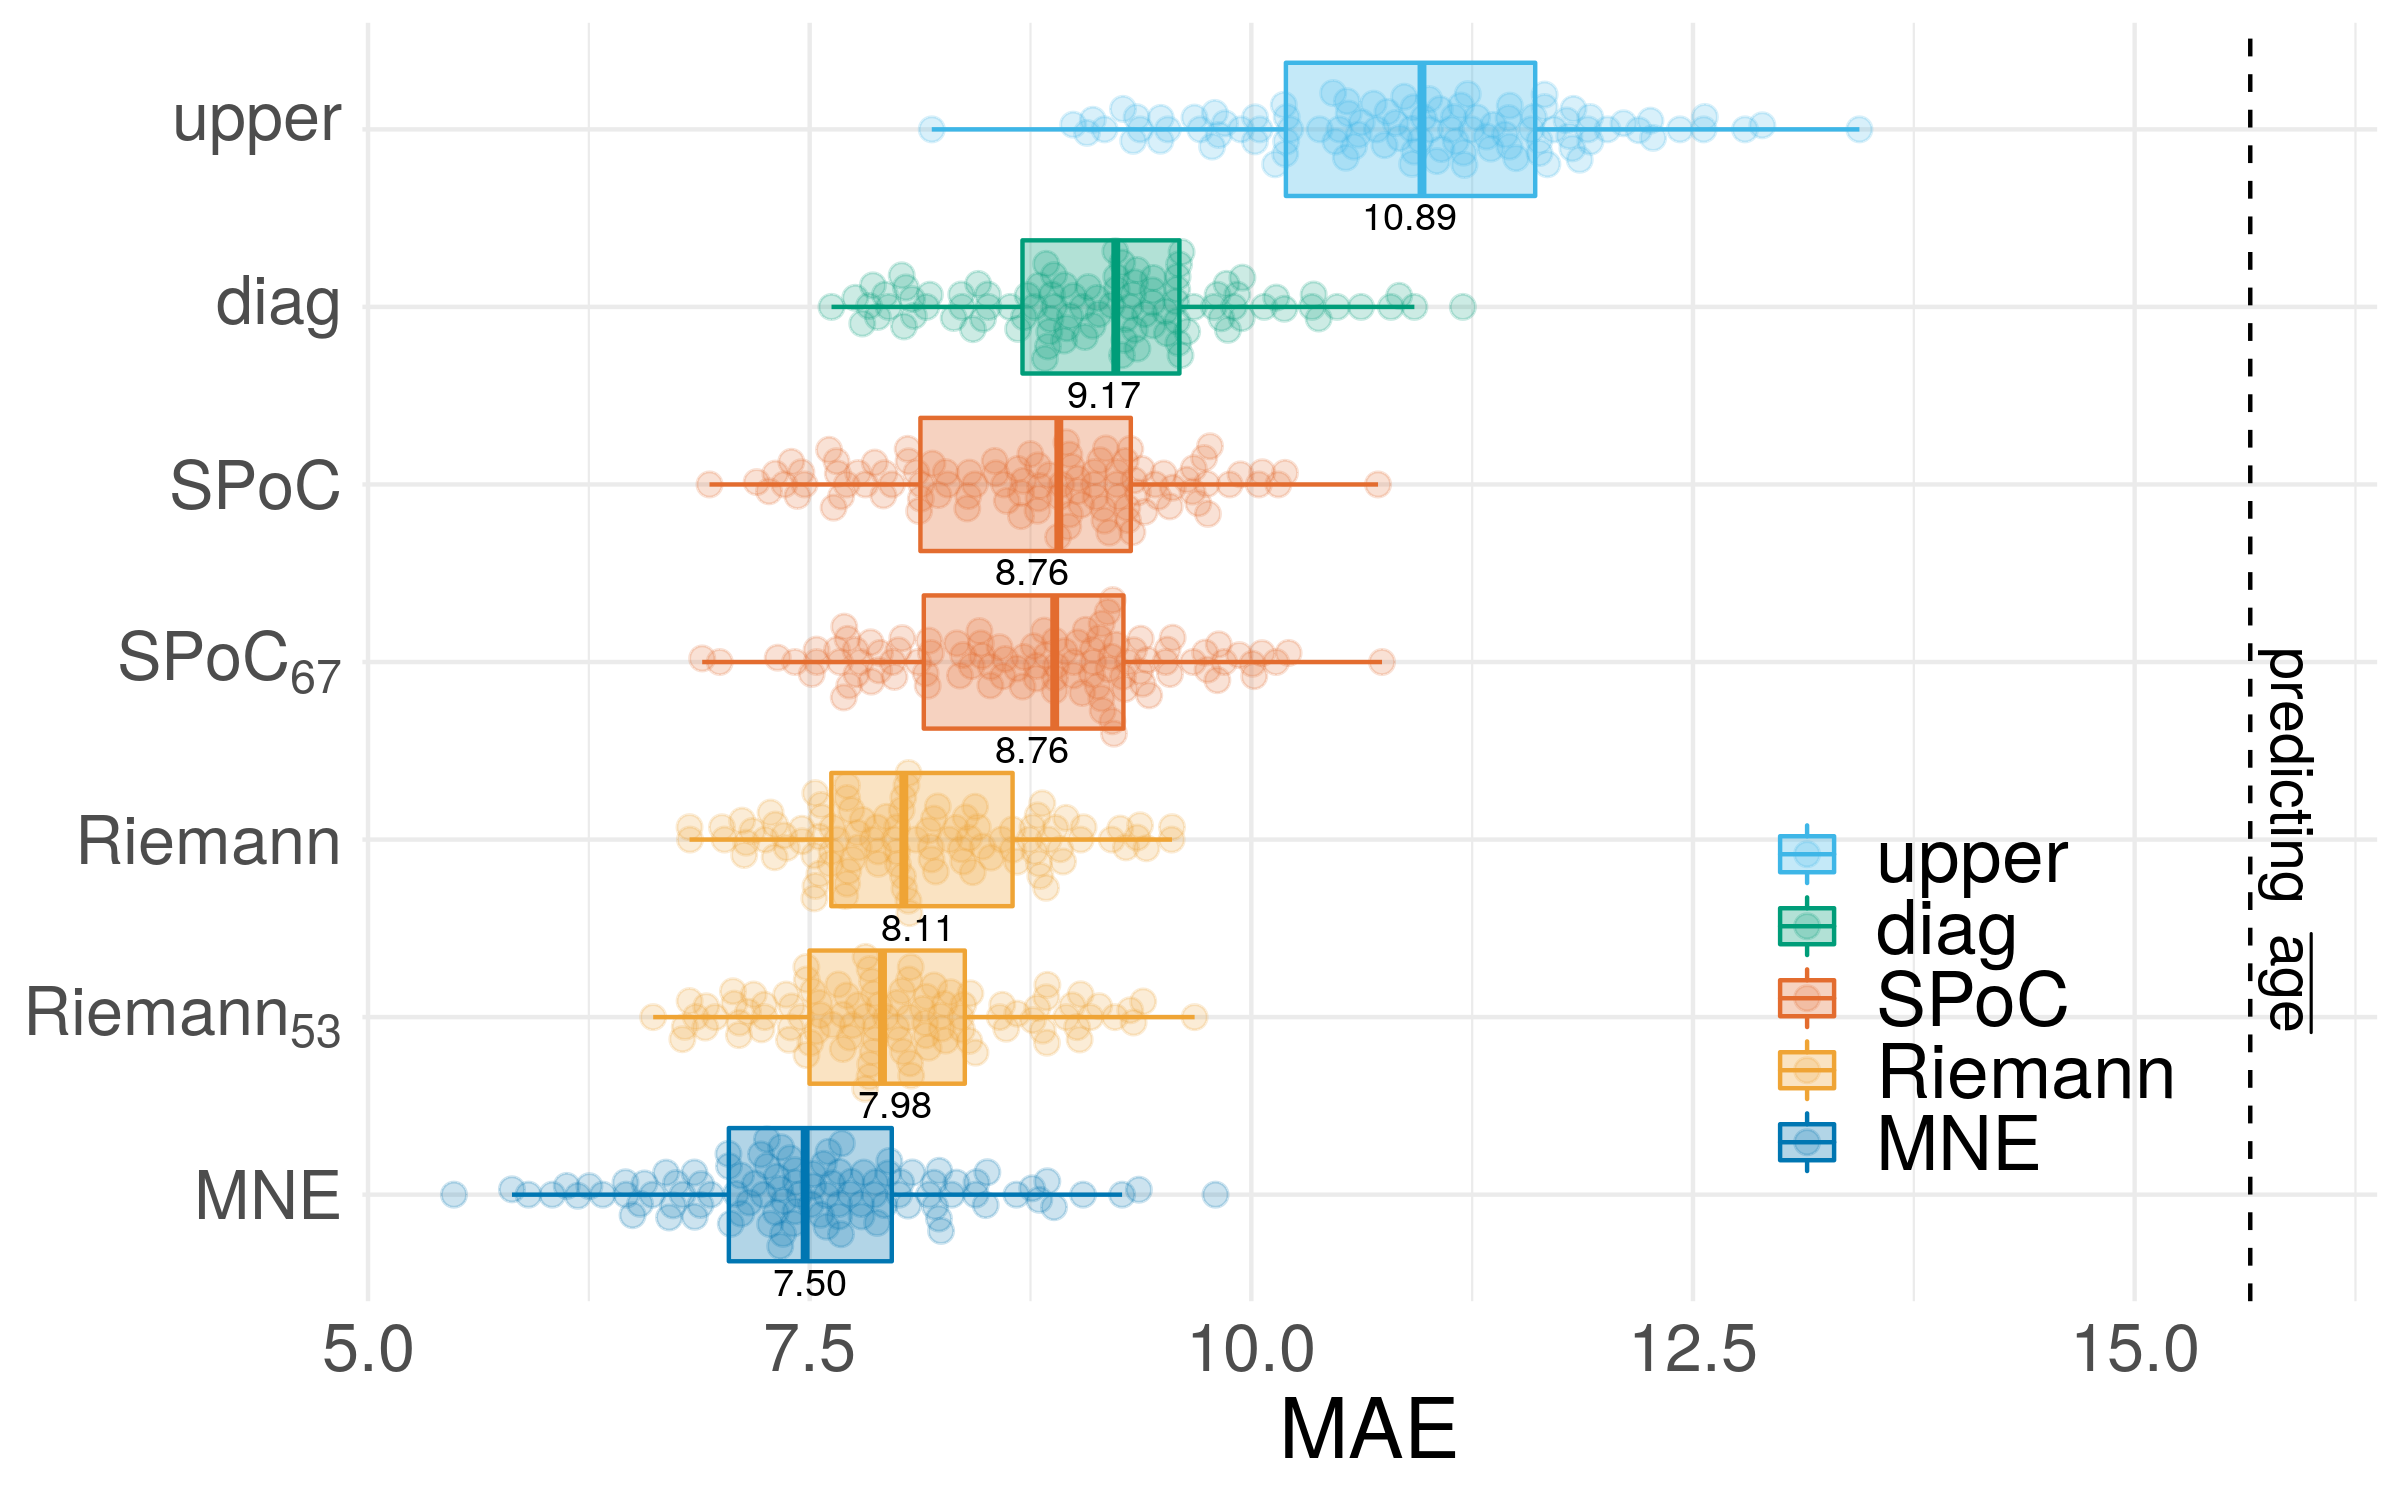 upper
10.89
diag
9.17
SPoC
8.76
SPoC₆₇
8.76
Riemann
8.11
Riemann₅₃
7.98
MNE
7.50
upper
diag
SPoC
Riemann
MNE
predicting age
5.0 7.5 10.0 12.5 15.0
MAE